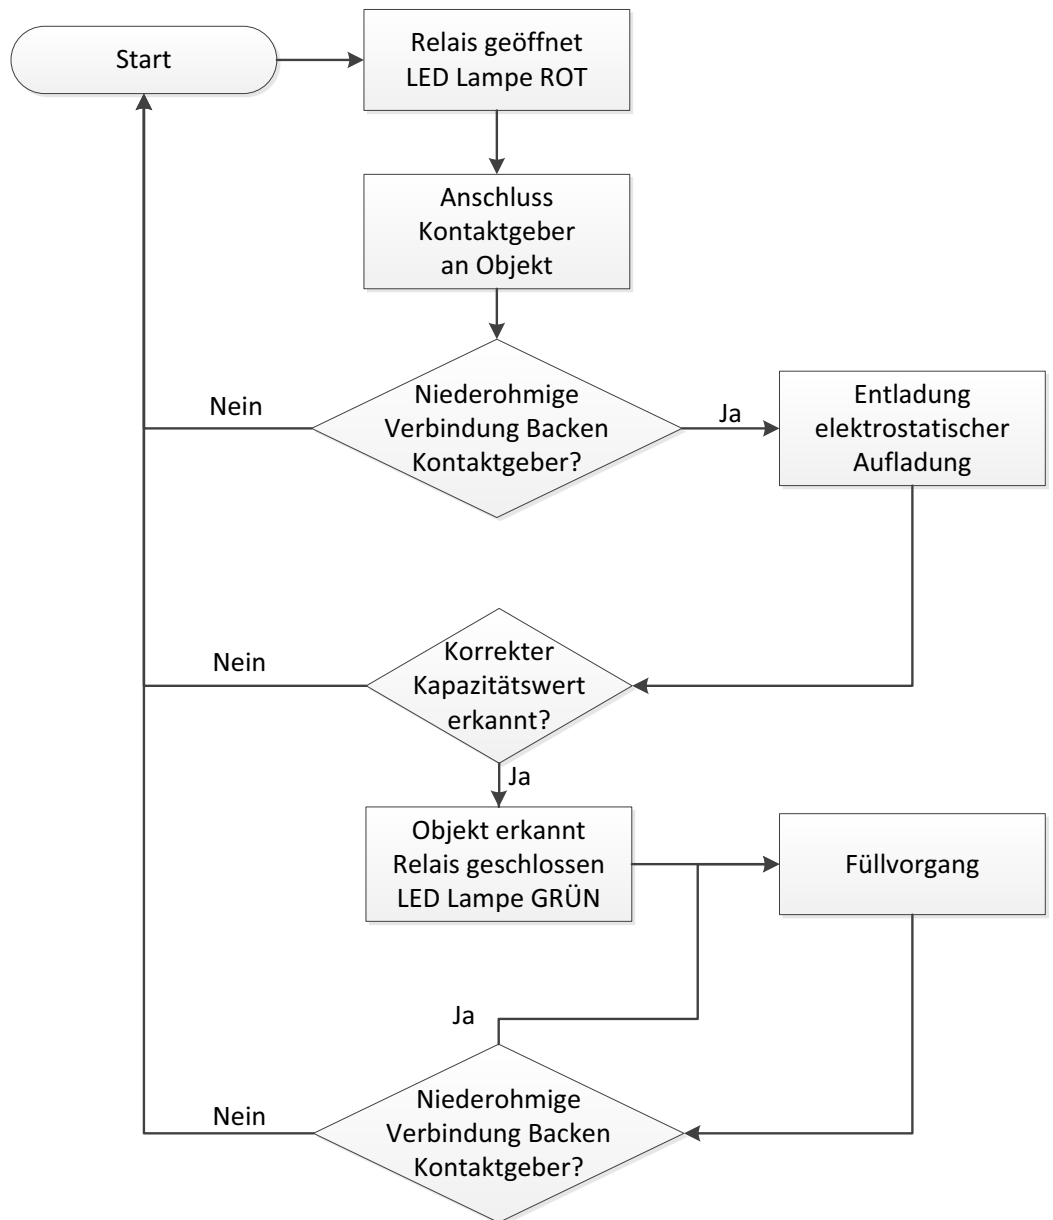 Start
Relais geöffnet
LED Lampe ROT
Anschluss
Kontaktgeber
an Objekt
Niederohmige
Verbindung Backen
Kontaktgeber?
Nein
Ja
Entladung
elektrostatischer
Aufladung
Korrekter
Kapazitätswert
erkannt?
Nein
Ja
Objekt erkannt
Relais geschlossen
LED Lampe GRÜN
Füllvorgang
Ja
Niederohmige
Verbindung Backen
Kontaktgeber?
Nein